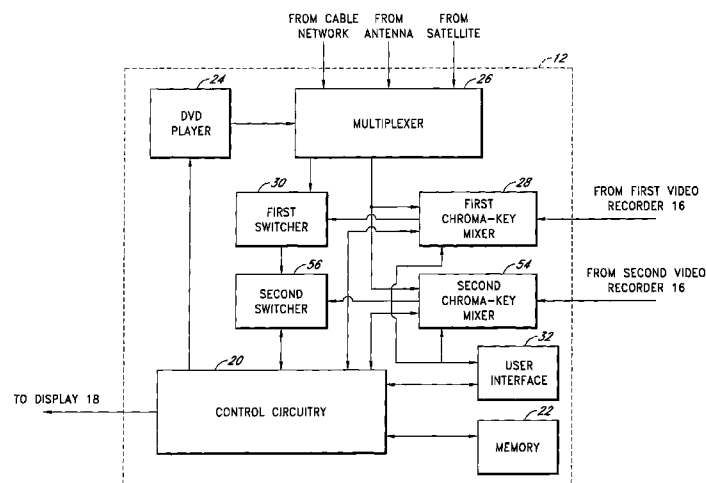 FROM CABLE
NETWORK
FROM
ANTENNA
FROM
SATELLITE
12
24
DVD
PLAYER
26
MULTIPLEXER
30
FIRST
SWITCHER
28
FIRST
CHROMA-KEY
MIXER
FROM FIRST VIDEO
RECORDER 16
56
SECOND
SWITCHER
54
SECOND
CHROMA-KEY
MIXER
FROM SECOND VIDEO
RECORDER 16
32
USER
INTERFACE
20
CONTROL CIRCUITRY
TO DISPLAY 18
22
MEMORY